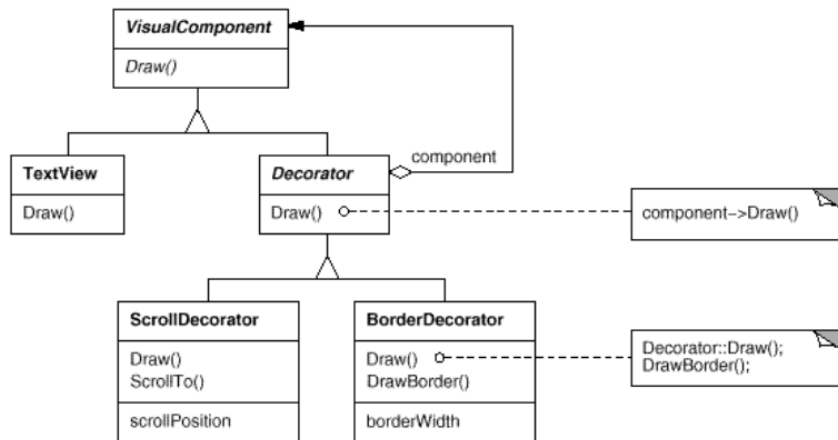 VisualComponent
Draw()
component
TextView
Draw()
Decorator
Draw()
component->Draw()
ScrollDecorator
Draw()
ScrollTo()
scrollPosition
BorderDecorator
Draw()
DrawBorder()
borderWidth
Decorator::Draw();
DrawBorder();